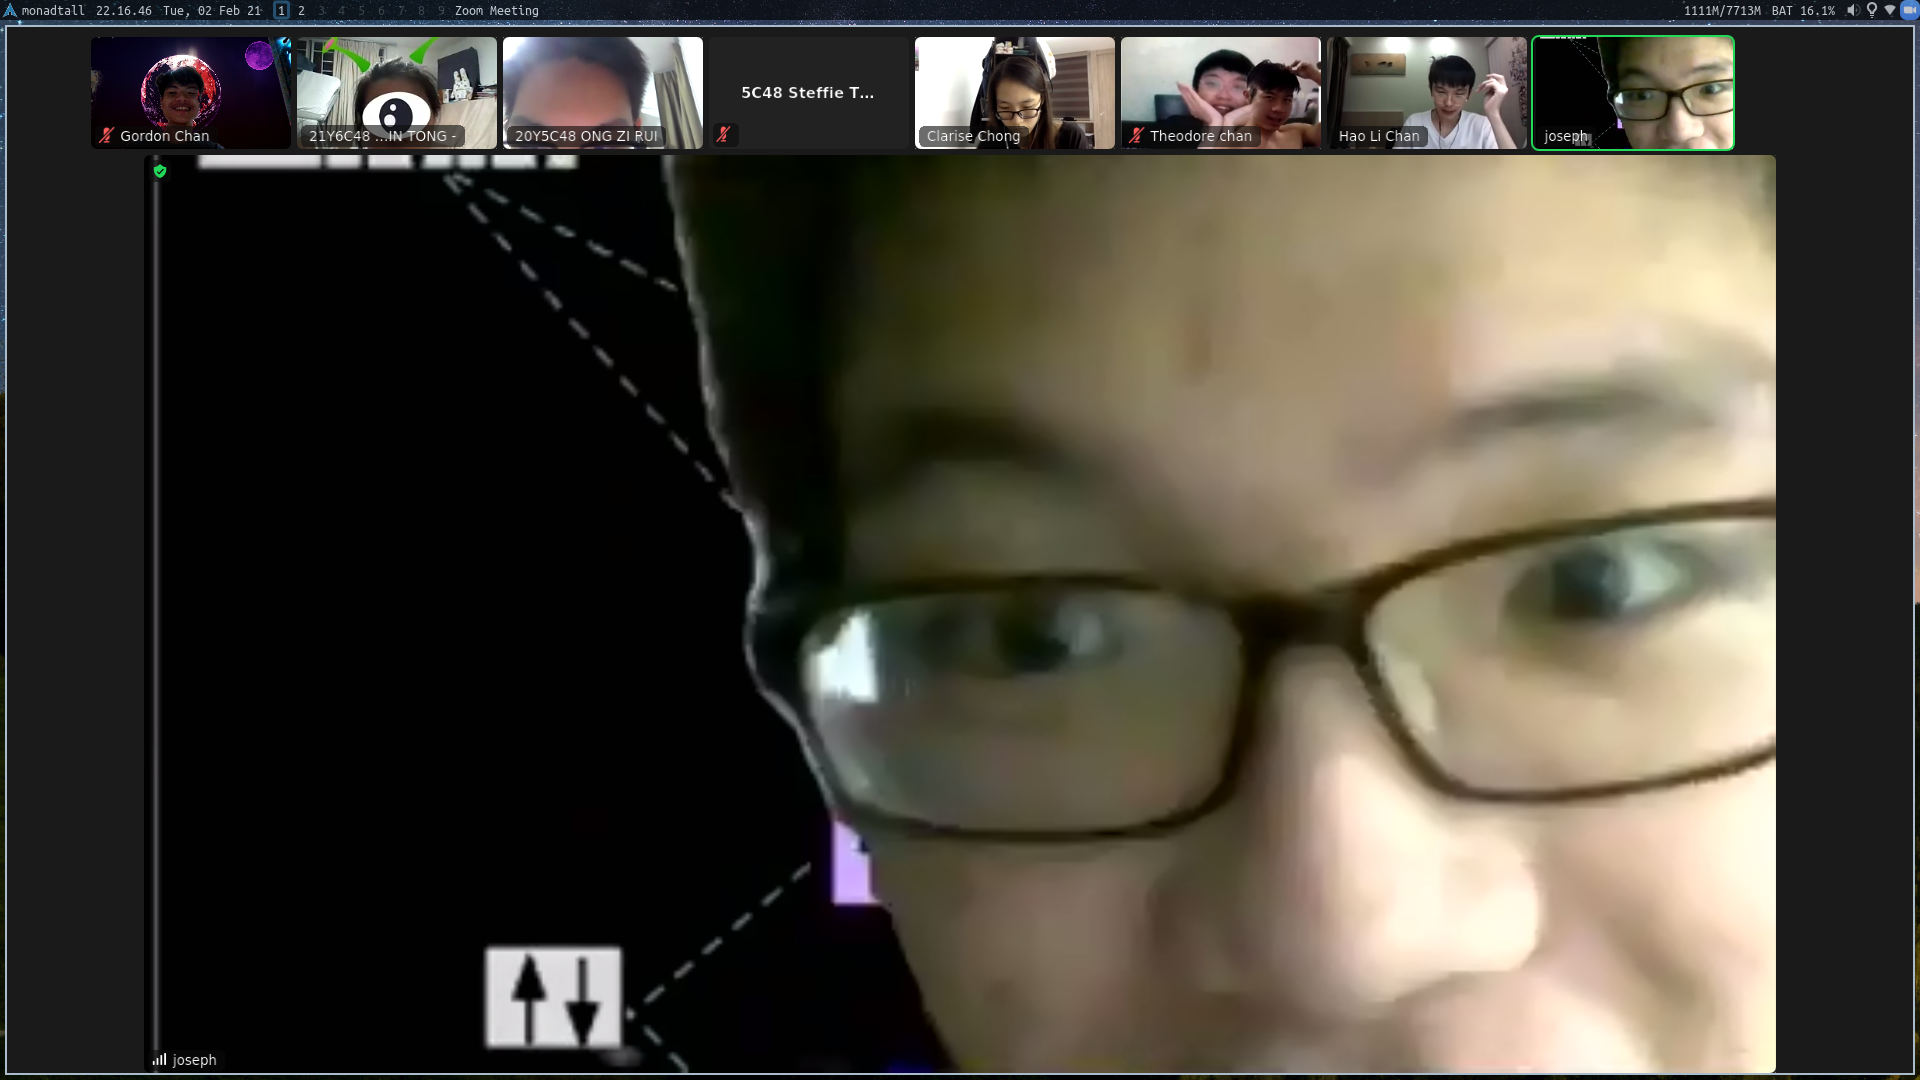 monadtall 22.16.46 Tue, 02 Feb 21 1 2 3 4 5 6 7 8 9 Zoom Meeting 1111M/7713M BAT 16.1%
5C48 Steffie T...
Gordon Chan
21Y6C48 ...IN TONG -
20Y5C48 ONG ZI RUI
Clarise Chong
Theodore chan
Hao Li Chan
joseph
joseph